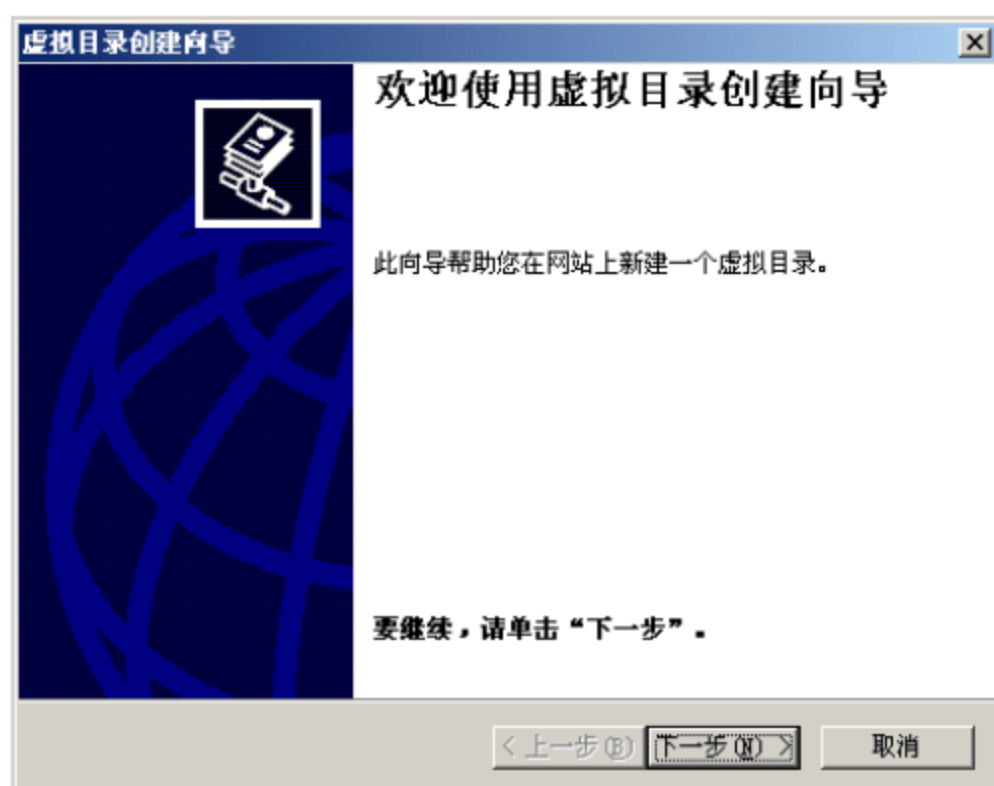 虚拟目录创建向导
欢迎使用虚拟目录创建向导
此向导帮助您在网站上新建一个虚拟目录。
要继续，请单击“下一步”。
< 上一步(B) 下一步(N) > 取消